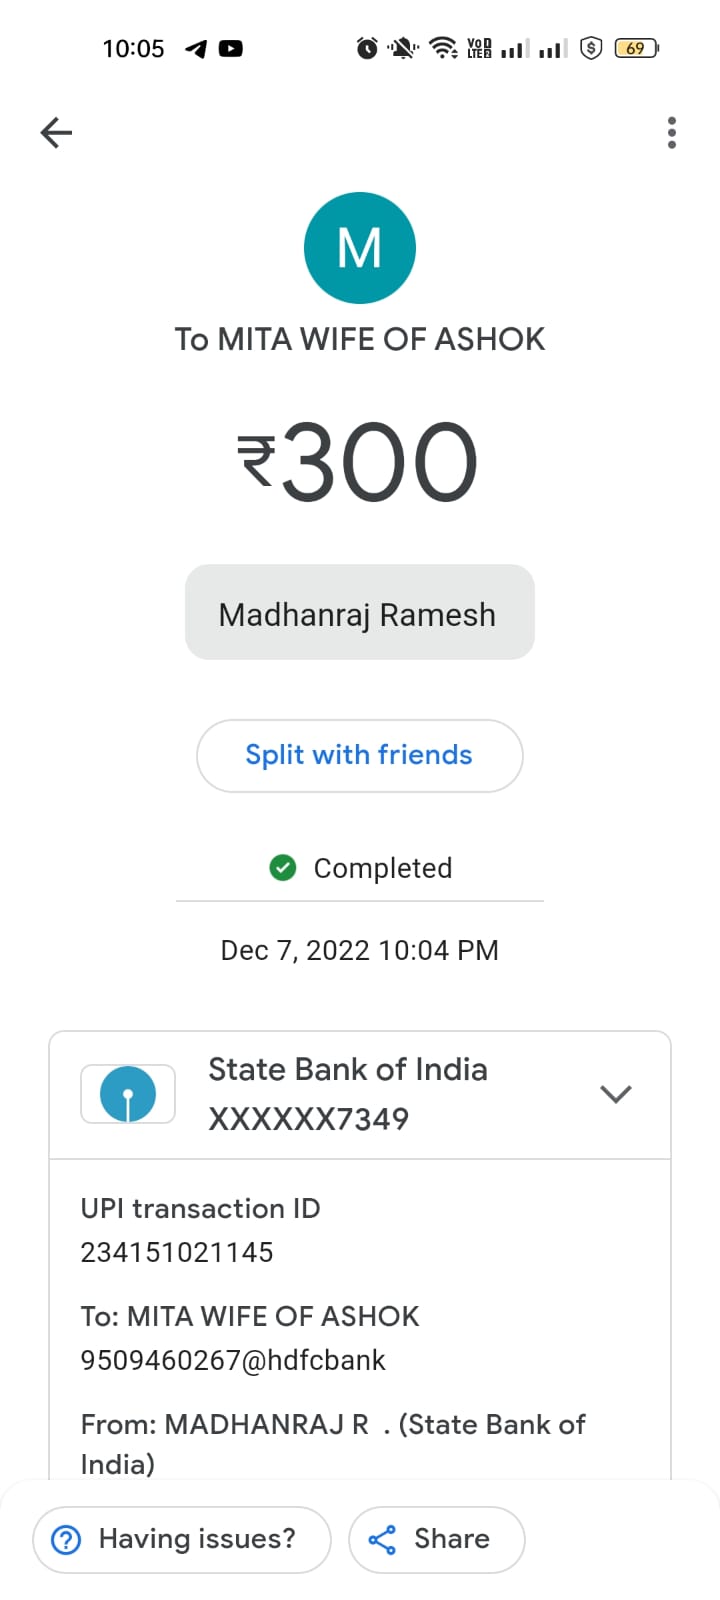 10:05
VoD
LTE2
69
M
To MITA WIFE OF ASHOK
₹300
Madhanraj Ramesh
Split with friends
Completed
Dec 7, 2022 10:04 PM
State Bank of India
XXXXXX7349
UPI transaction ID
234151021145
To: MITA WIFE OF ASHOK
9509460267@hdfcbank
From: MADHANRAJ R  . (State Bank of
India)
Having issues?
Share